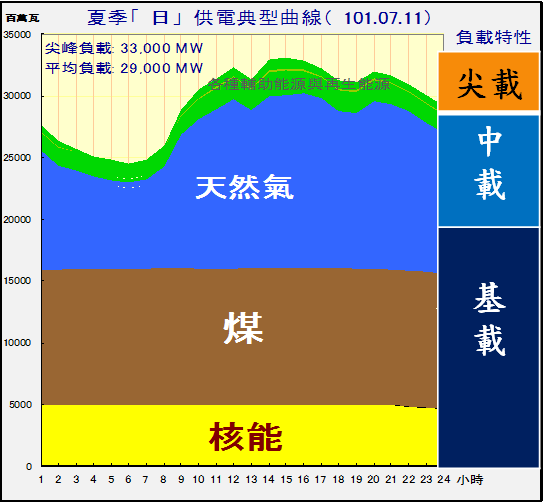 百萬瓦
夏季「 日」 供電典型曲線( 101.07.11)
負載特性
尖峰負載: 33,000 MW
平均負載: 29,000 MW
各種輔助能源與再生能源
尖載
中載
基載
天然氣
煤
核能
35000
30000
25000
20000
15000
10000
5000
0
1 2 3 4 5 6 7 8 9 10 11 12 13 14 15 16 17 18 19 20 21 22 23 24 小時